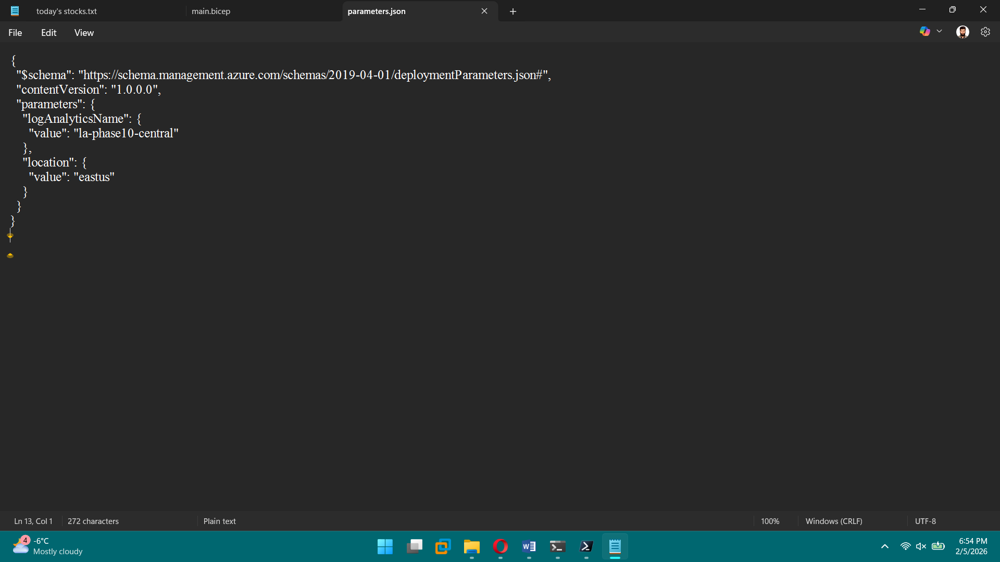 today's stocks.txt
main.bicep
parameters.json
File
Edit
View
{
"$schema": "https://schema.management.azure.com/schemas/2019-04-01/deploymentParameters.json#",
"contentVersion": "1.0.0.0",
"parameters": {
"logAnalyticsName": {
"value": "la-phase10-central"
},
"location": {
"value": "eastus"
}
}
}
Ln 13, Col 1
272 characters
Plain text
100%
Windows (CRLF)
UTF-8
4
-6°C
Mostly cloudy
W
6:54 PM
2/5/2026